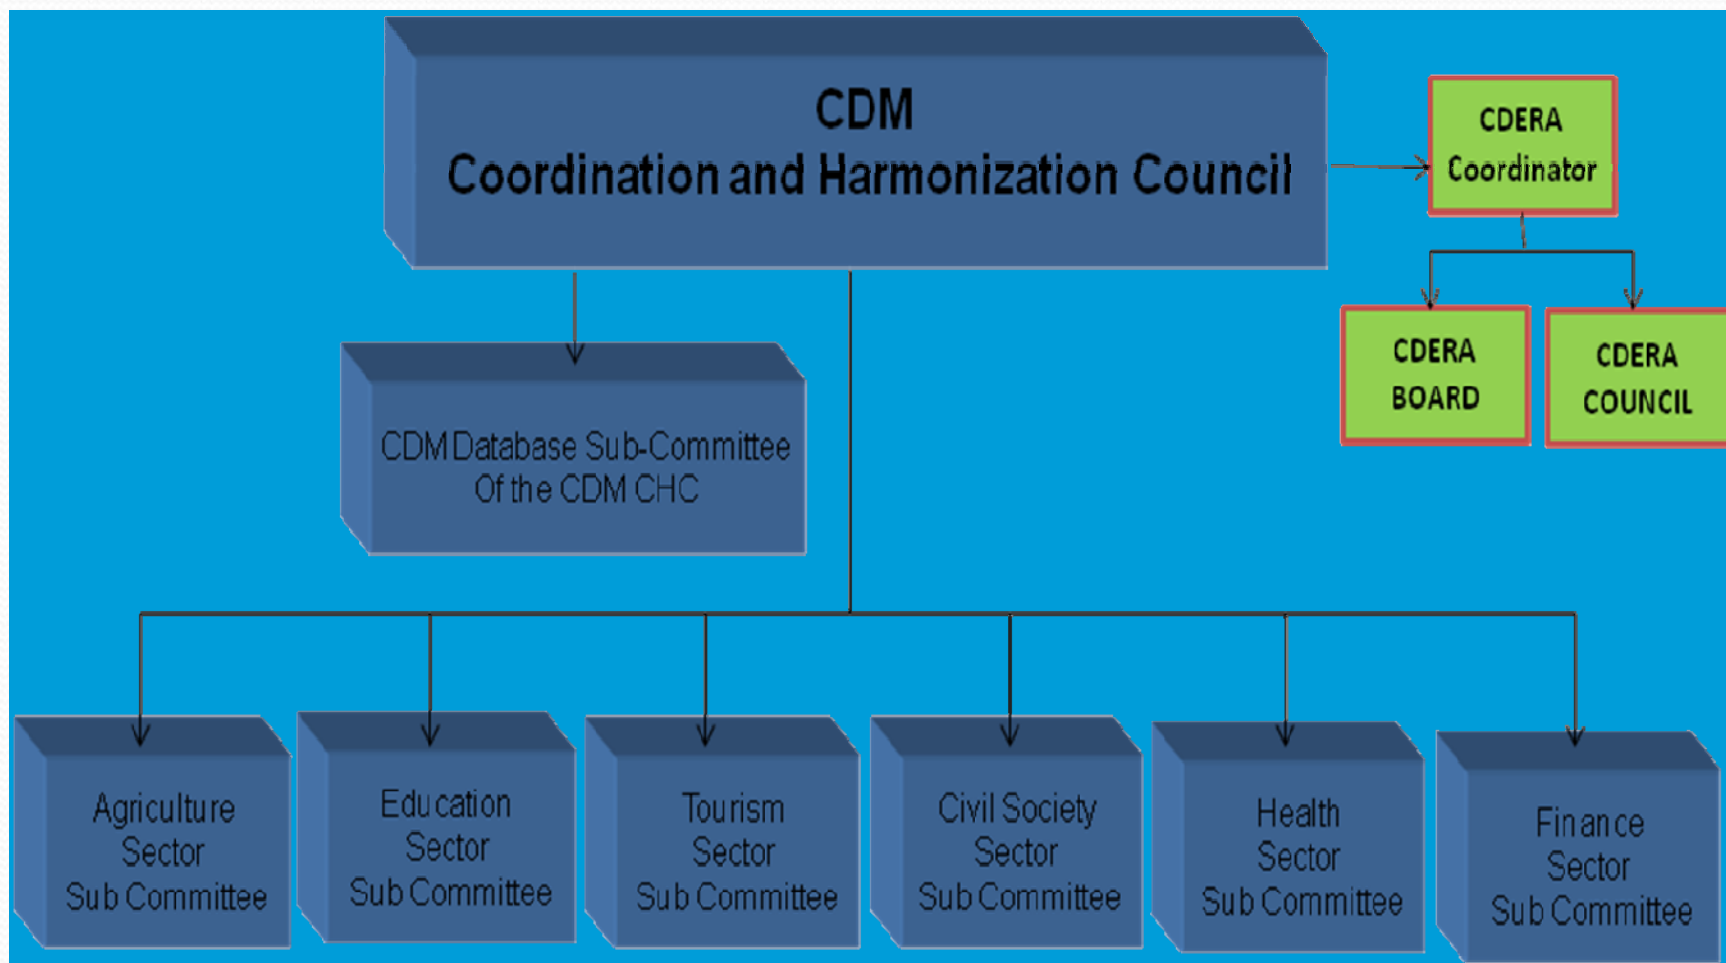 CDM
Coordination and Harmonization Council
CDERA
Coordinator
CDERA
BOARD
CDERA
COUNCIL
CDM Database Sub-Committee
Of the CDM CHC
Agriculture
Sector
Sub Committee
Education
Sector
Sub Committee
Tourism
Sector
Sub Committee
Civil Society
Sector
Sub Committee
Health
Sector
Sub Committee
Finance
Sector
Sub Committee